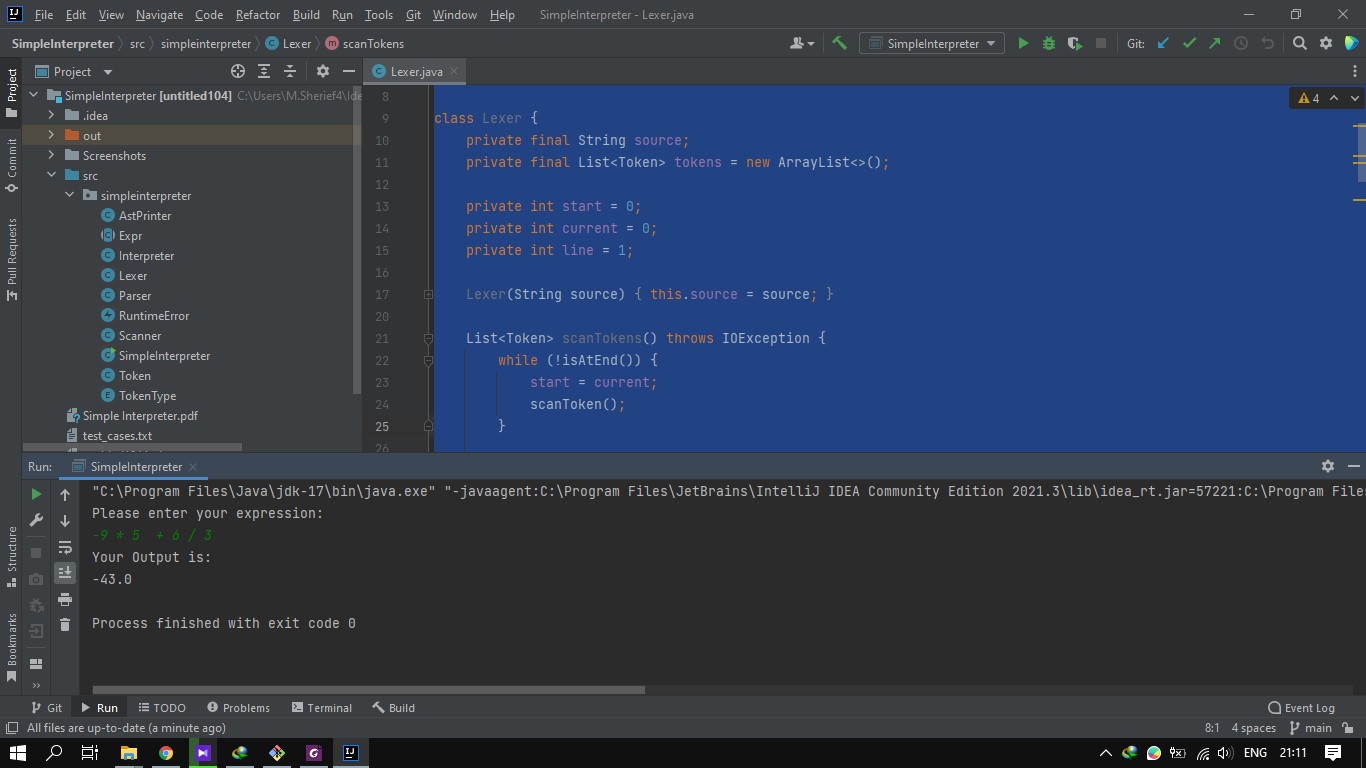 File Edit View Navigate Code Refactor Build Run Tools Git Window Help SimpleInterpreter - Lexer.java
SimpleInterpreter src simpleinterpreter Lexer scanTokens SimpleInterpreter Git:
Project
Lexer.java
SimpleInterpreter [untitled104] C:\Users\M.Sherief4\Ide
.idea
out
Screenshots
src
simpleinterpreter
AstPrinter
Expr
Interpreter
Lexer
Parser
RuntimeError
Scanner
SimpleInterpreter
Token
TokenType
Simple Interpreter.pdf
test_cases.txt
Project
Commit
Pull Requests
Structure
Bookmarks
4
8
9 class Lexer {
10 private final String source;
11 private final List<Token> tokens = new ArrayList<>();
12
13 private int start = 0;
14 private int current = 0;
15 private int line = 1;
16
17 Lexer(String source) { this.source = source; }
20
21 List<Token> scanTokens() throws IOException {
22 while (!isAtEnd()) {
23 start = current;
24 scanToken();
25 }
26
Run: SimpleInterpreter
"C:\Program Files\Java\jdk-17\bin\java.exe" "-javaagent:C:\Program Files\JetBrains\IntelliJ IDEA Community Edition 2021.3\lib\idea_rt.jar=57221:C:\Program Files
Please enter your expression:
-9 * 5  + 6 / 3
Your Output is:
-43.0
Process finished with exit code 0
Git Run TODO Problems Terminal Build Event Log
All files are up-to-date (a minute ago) 8:1 4 spaces main
ENG 21:11